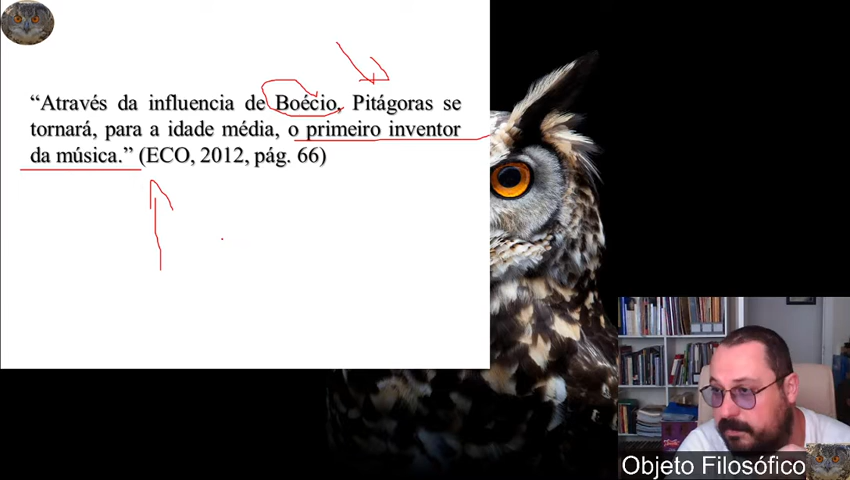 “Através da influencia de Boécio, Pitágoras se
tornará, para a idade média, o primeiro inventor
da música.” (ECO, 2012, pág. 66)
Objeto Filosófico